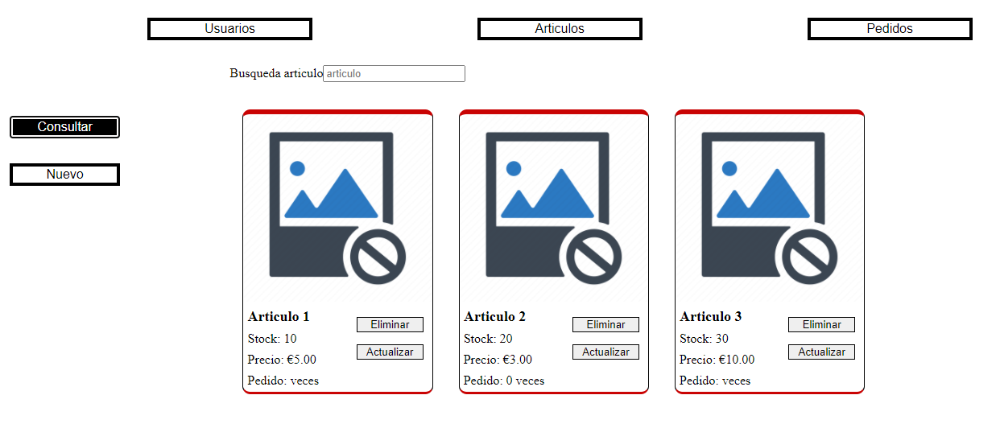 Usuarios
Articulos
Pedidos
Busqueda articulo articulo
Consultar
Nuevo
Articulo 1
Stock: 10
Precio: €5.00
Pedido: veces
Eliminar
Actualizar
Articulo 2
Stock: 20
Precio: €3.00
Pedido: 0 veces
Eliminar
Actualizar
Articulo 3
Stock: 30
Precio: €10.00
Pedido: veces
Eliminar
Actualizar